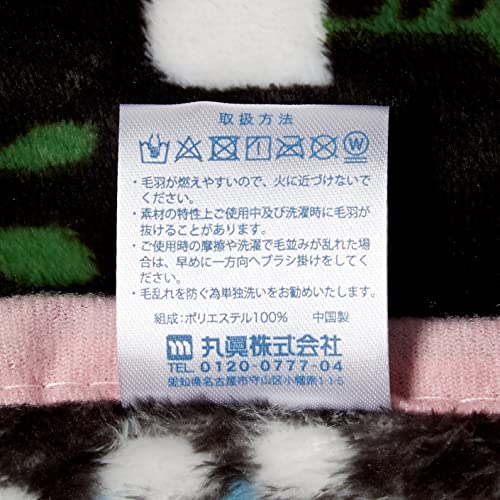 取扱方法
・毛羽が燃えやすいので、火に近づけないで
ください。
・素材の特性上ご使用中及び洗濯時に毛羽が
抜けることがあります。
・ご使用時の摩擦や洗濯で毛並みが乱れた場
合は、早めに一方向へブラシ掛けをしてく
ださい。
・毛乱れを防ぐ為単独洗いをお勧めいたします。
組成:ポリエステル100% 中国製
丸眞株式会社
TEL. 0120-0777-04
愛知県名古屋市守山区小幡南1-1-5